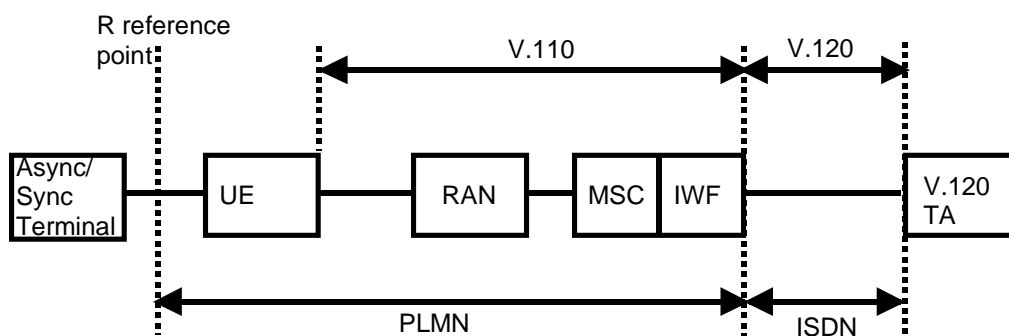 R reference
point
V.110
V.120
Async/
Sync
Terminal
UE
RAN
MSC
IWF
V.120
TA
PLMN
ISDN